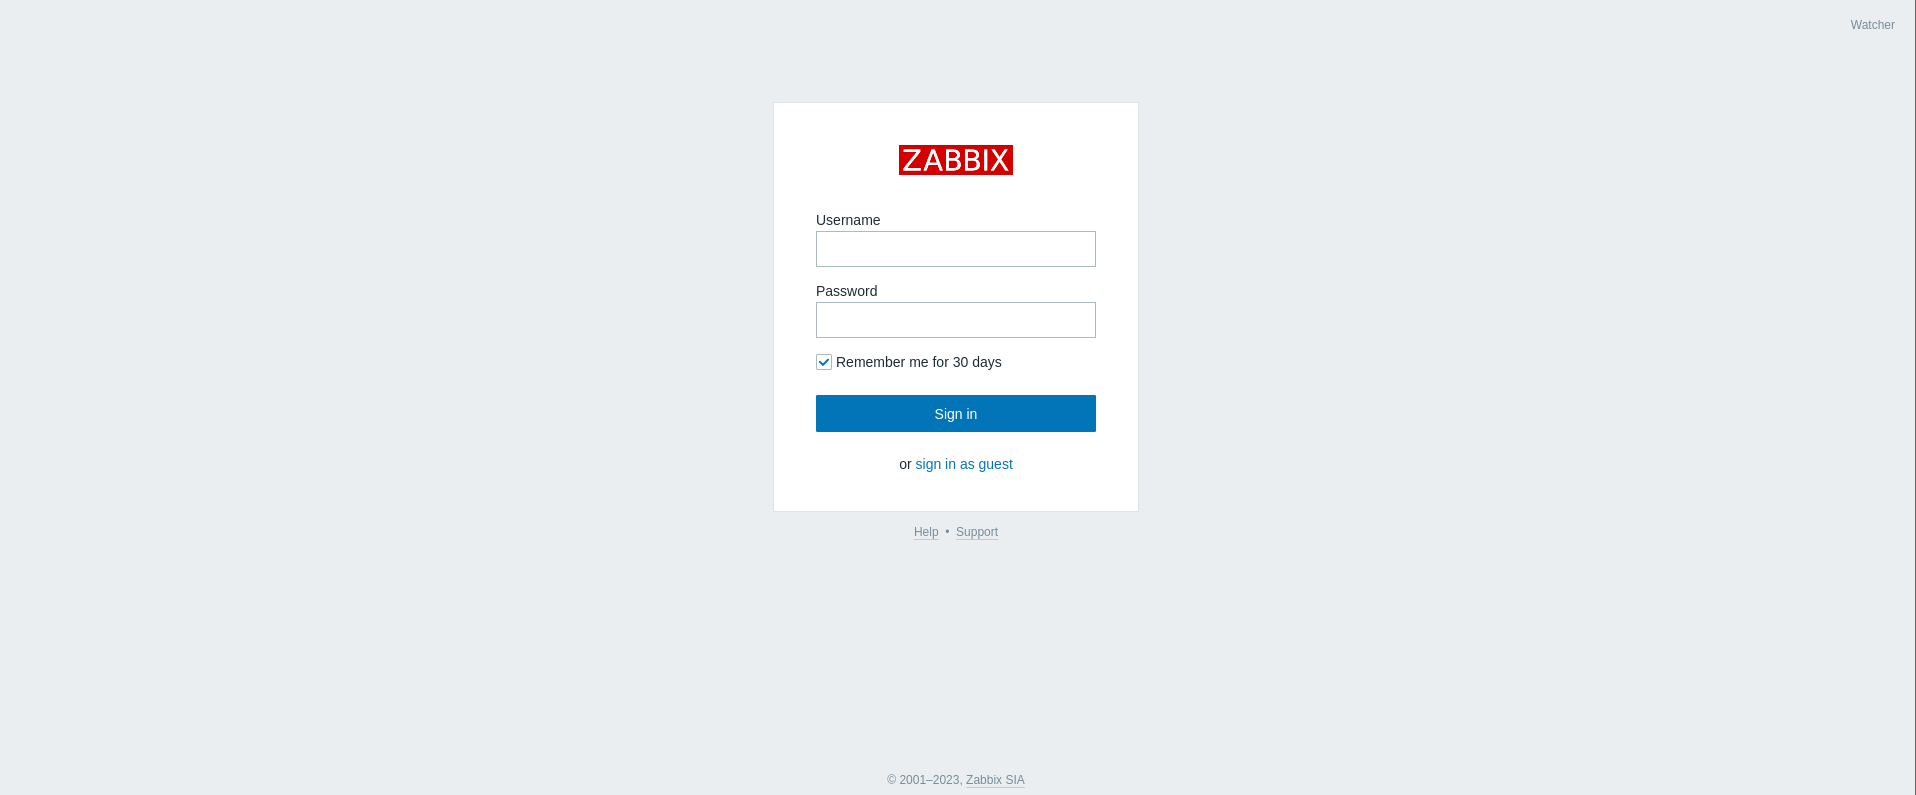 Watcher
ZABBIX
Username
Password
Remember me for 30 days
Sign in
or sign in as guest
Help • Support
© 2001–2023, Zabbix SIA